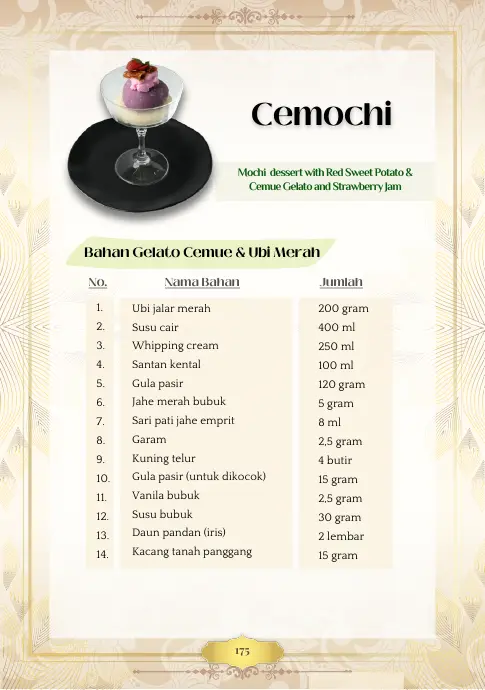 Cemochi
Mochi dessert with Red Sweet Potato &
Cemue Gelato and Strawberry Jam
Bahan Gelato Cemue & Ubi Merah
No. Nama Bahan Jumlah
1. Ubi jalar merah 200 gram
2. Susu cair 400 ml
3. Whipping cream 250 ml
4. Santan kental 100 ml
5. Gula pasir 120 gram
6. Jahe merah bubuk 5 gram
7. Sari pati jahe emprit 8 ml
8. Garam 2,5 gram
9. Kuning telur 4 butir
10. Gula pasir (untuk dikocok) 15 gram
11. Vanila bubuk 2,5 gram
12. Susu bubuk 30 gram
13. Daun pandan (iris) 2 lembar
14. Kacang tanah panggang 15 gram
175